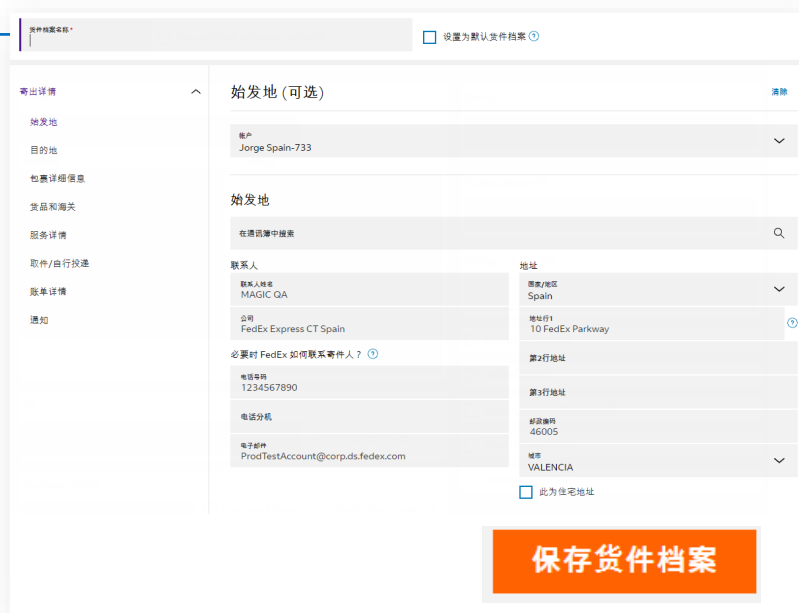 货件档案名称*
设置为默认货件档案
寄出详情
始发地
目的地
包裹详细信息
货品和海关
服务详情
取件/自行投递
账单详情
通知
始发地 (可选)
清除
帐户
Jorge Spain-733
始发地
在通讯簿中搜索
联系人
联系人姓名
MAGIC QA
公司
FedEx Express CT Spain
必要时 FedEx 如何联系寄件人？
电话号码
1234567890
电话分机
电子邮件
ProdTestAccount@corp.ds.fedex.com
地址
国家/地区
Spain
地址行1
10 FedEx Parkway
第2行地址
第3行地址
邮政编码
46005
城市
VALENCIA
此为住宅地址
保存货件档案